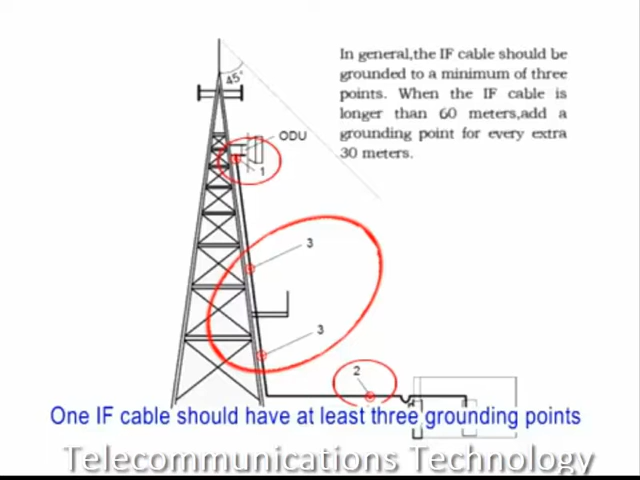 In general,the IF cable should be
grounded to a minimum of three
points. When the IF cable is
longer than 60 meters,add a
grounding point for every extra
30 meters.
45°
ODU
1
3
3
2
One IF cable should have at least three grounding points
Telecommunications Technology